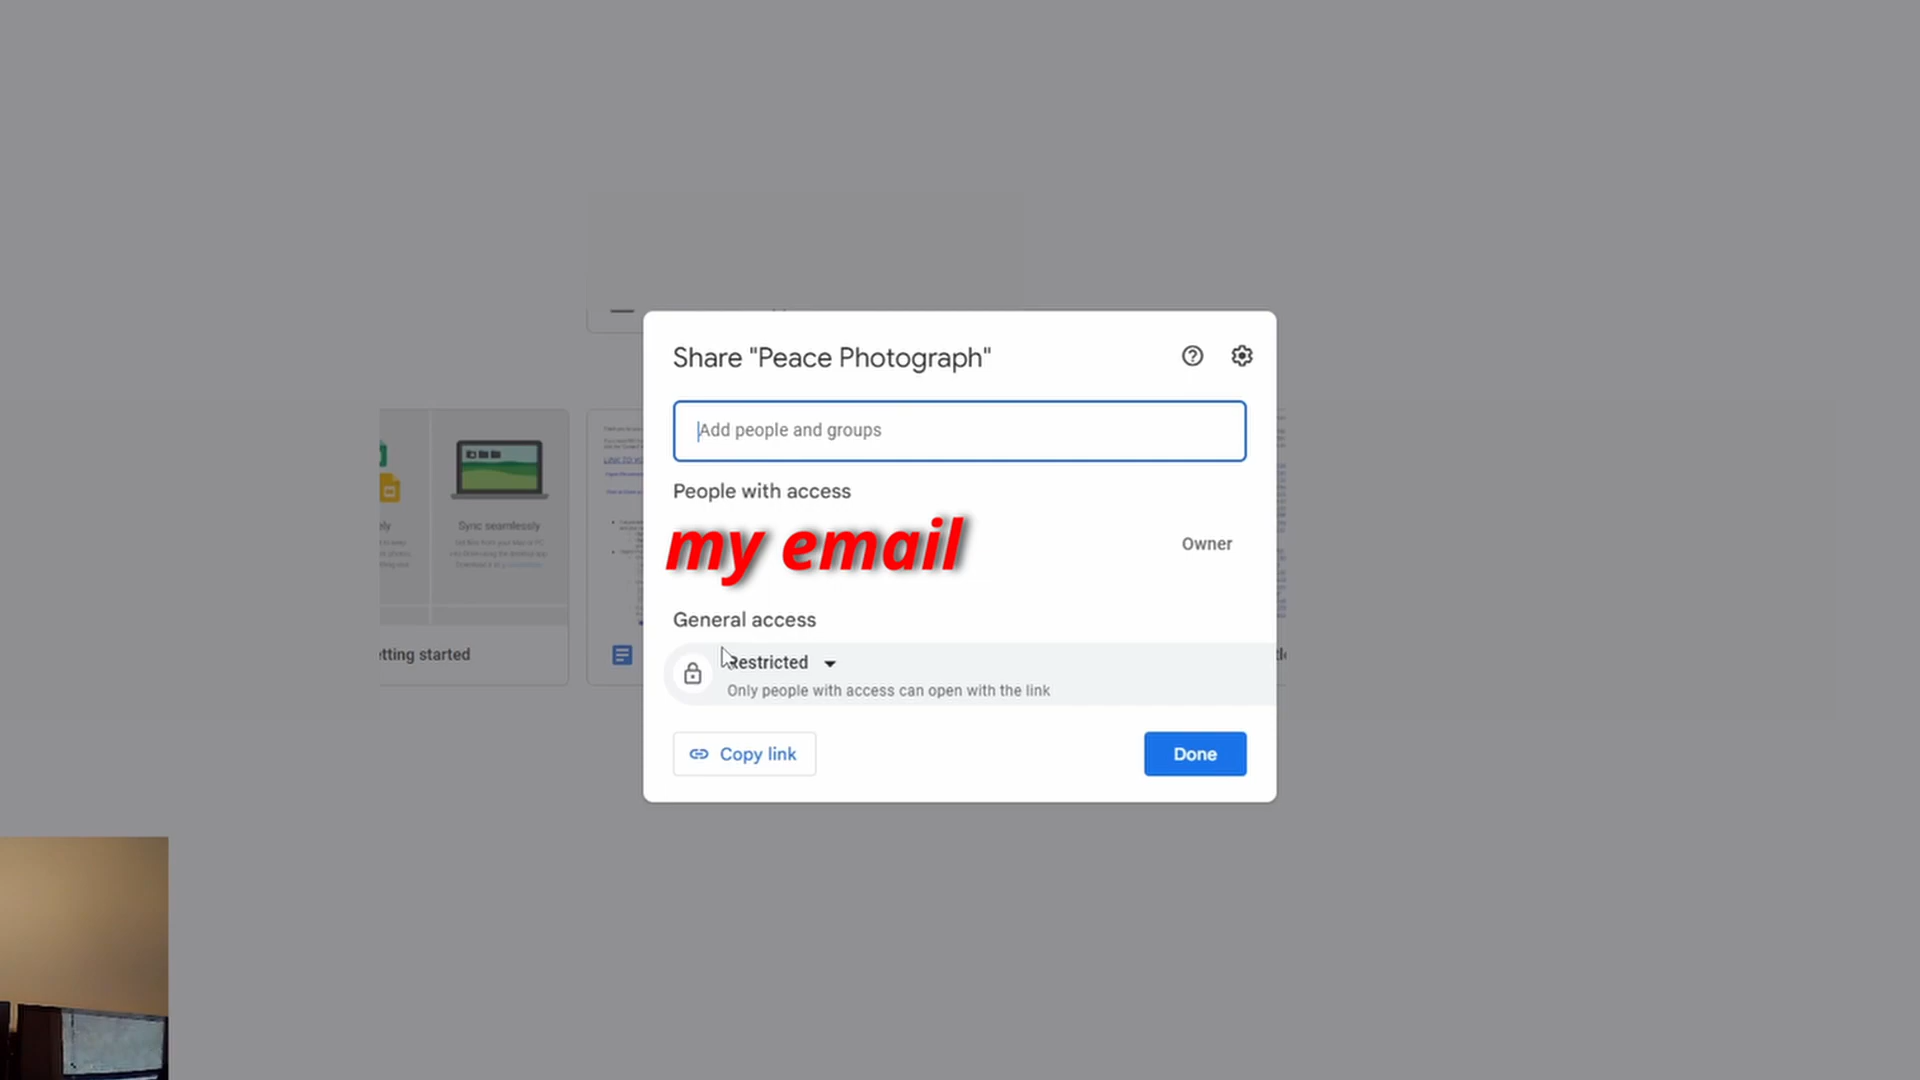 Share "Peace Photograph"
Add people and groups
People with access
my email
Owner
General access
Restricted
Only people with access can open with the link
Copy link
Done
Sync seamlessly
etting started